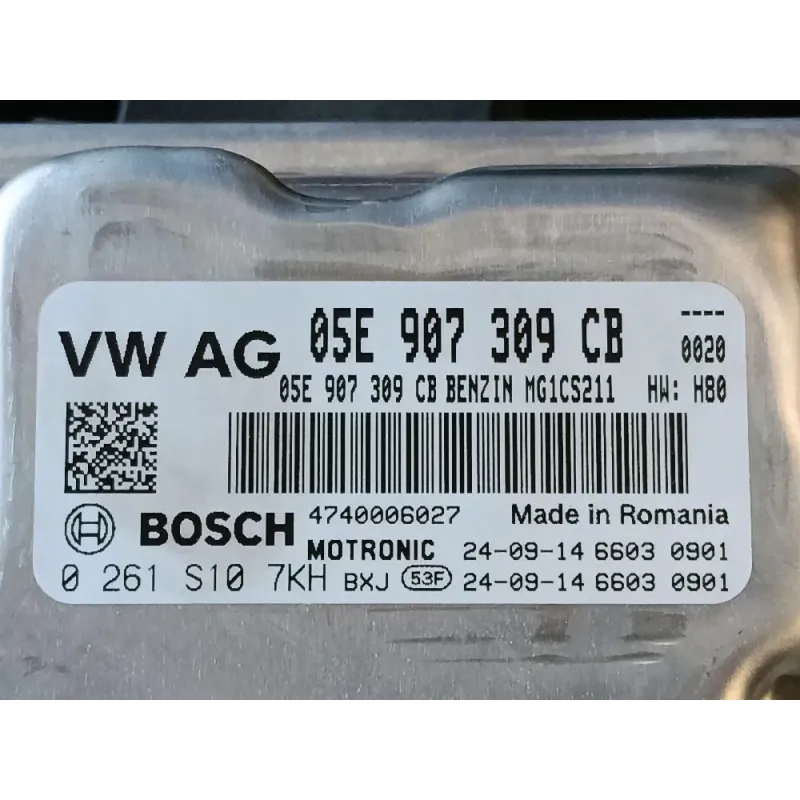 VW AG 05E 907 309 CB ----
0020
05E 907 309 CB BENZIN MG1CS211 HW: H80
BOSCH 4740006027 Made in Romania
MOTRONIC 24-09-14 6603 0901
0 261 S10 7KH BXJ 53F 24-09-14 6603 0901